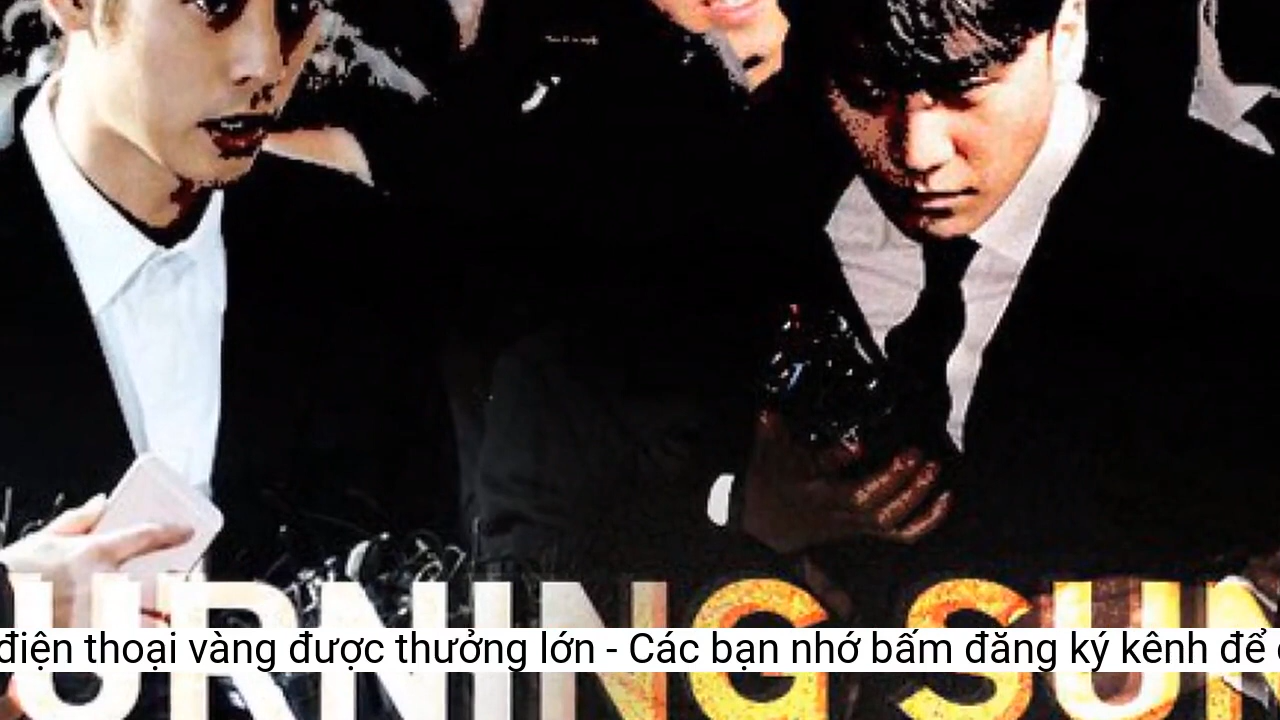 điện thoại vàng được thưởng lớn - Các bạn nhớ bấm đăng ký kênh để
URNING SUN